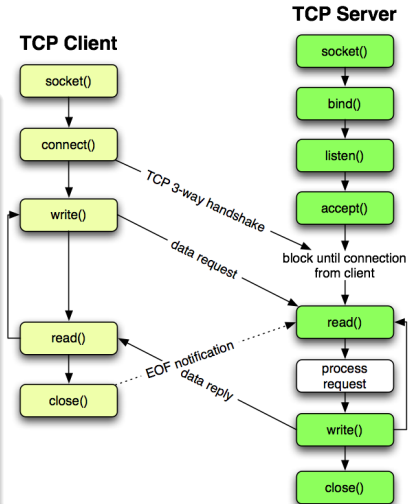 TCP Server
TCP Client
socket()
socket()
bind()
connect()
listen()
TCP 3-way handshake
write()
accept()
data request
block until connection
from client
read()
read()
EOF notification
process
request
data reply
close()
write()
close()